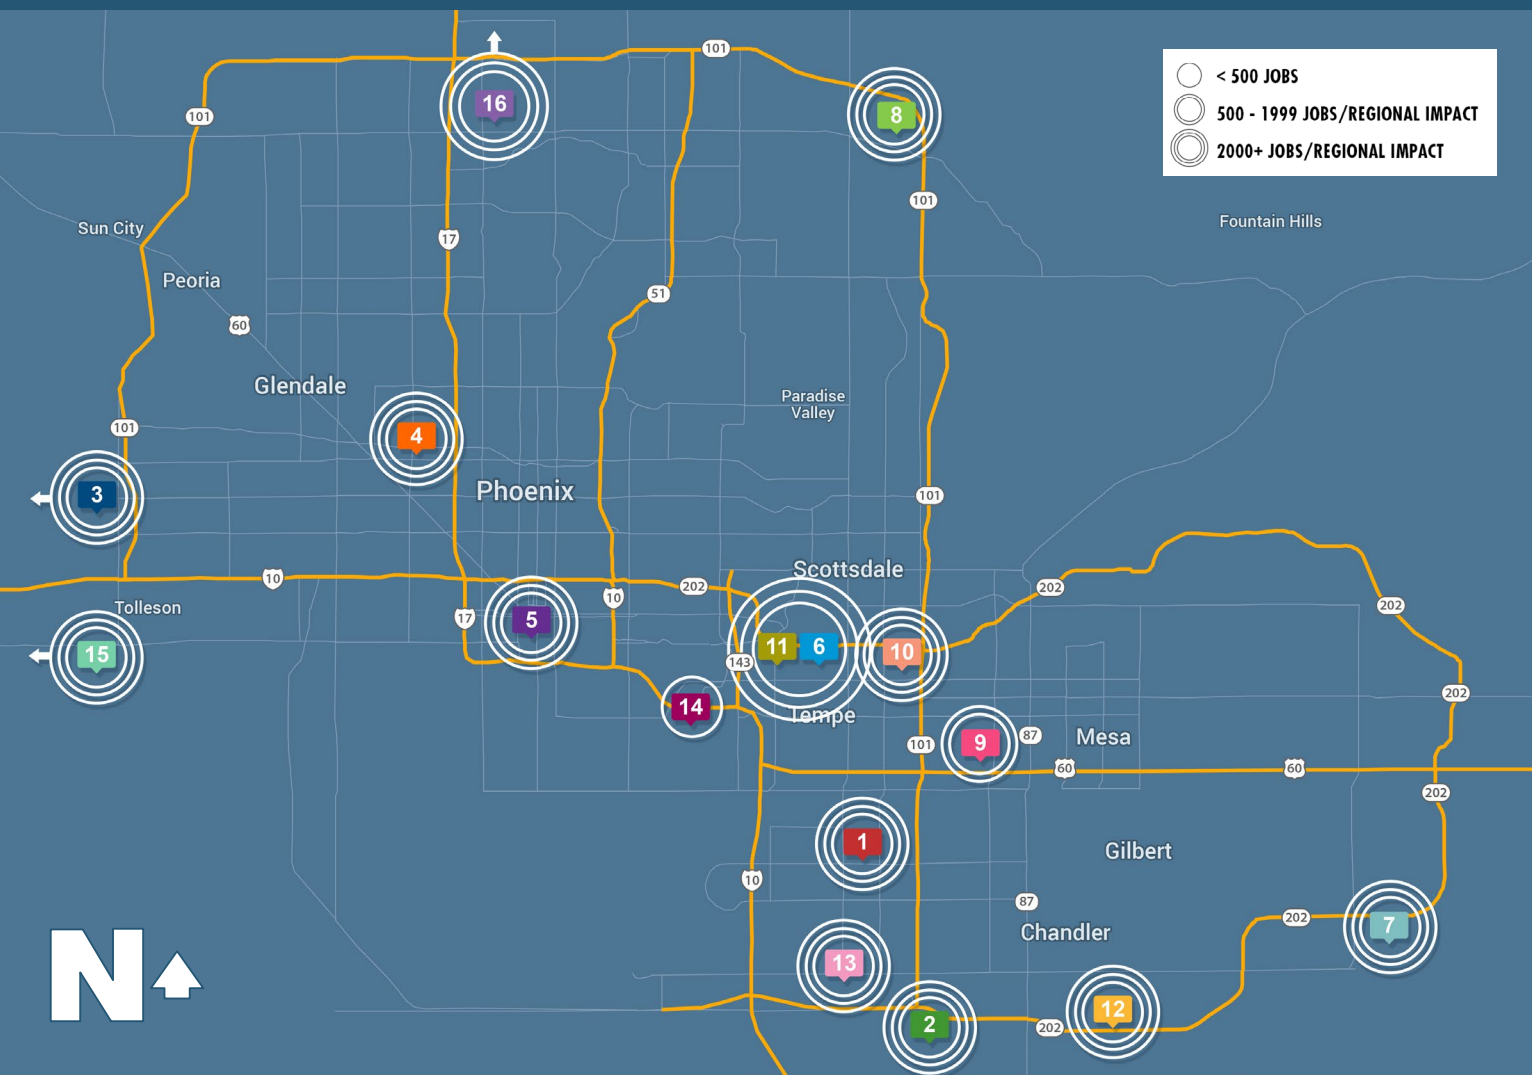 101
16
8
< 500 JOBS
500 - 1999 JOBS/REGIONAL IMPACT
2000+ JOBS/REGIONAL IMPACT
101
101
Sun City
Fountain Hills
17
Peoria
51
60
Glendale
Paradise
Valley
101
4
3
Phoenix
101
Scottsdale
10
202
202
10
202
Tolleson
17
5
11
6
10
15
143
202
14
Tempe
9
87
Mesa
101
60
60
202
1
Gilbert
10
87
202
7
Chandler
13
N
12
2
202